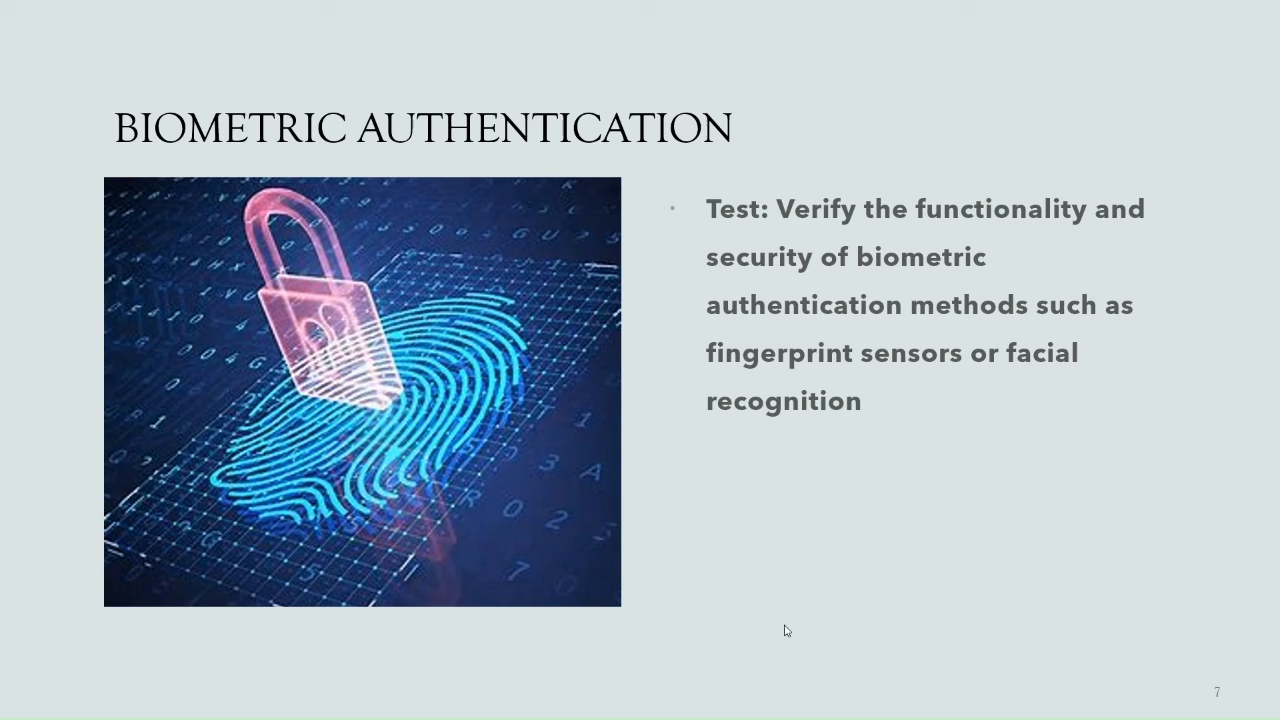 BIOMETRIC AUTHENTICATION
Test: Verify the functionality and
security of biometric
authentication methods such as
fingerprint sensors or facial
recognition
7